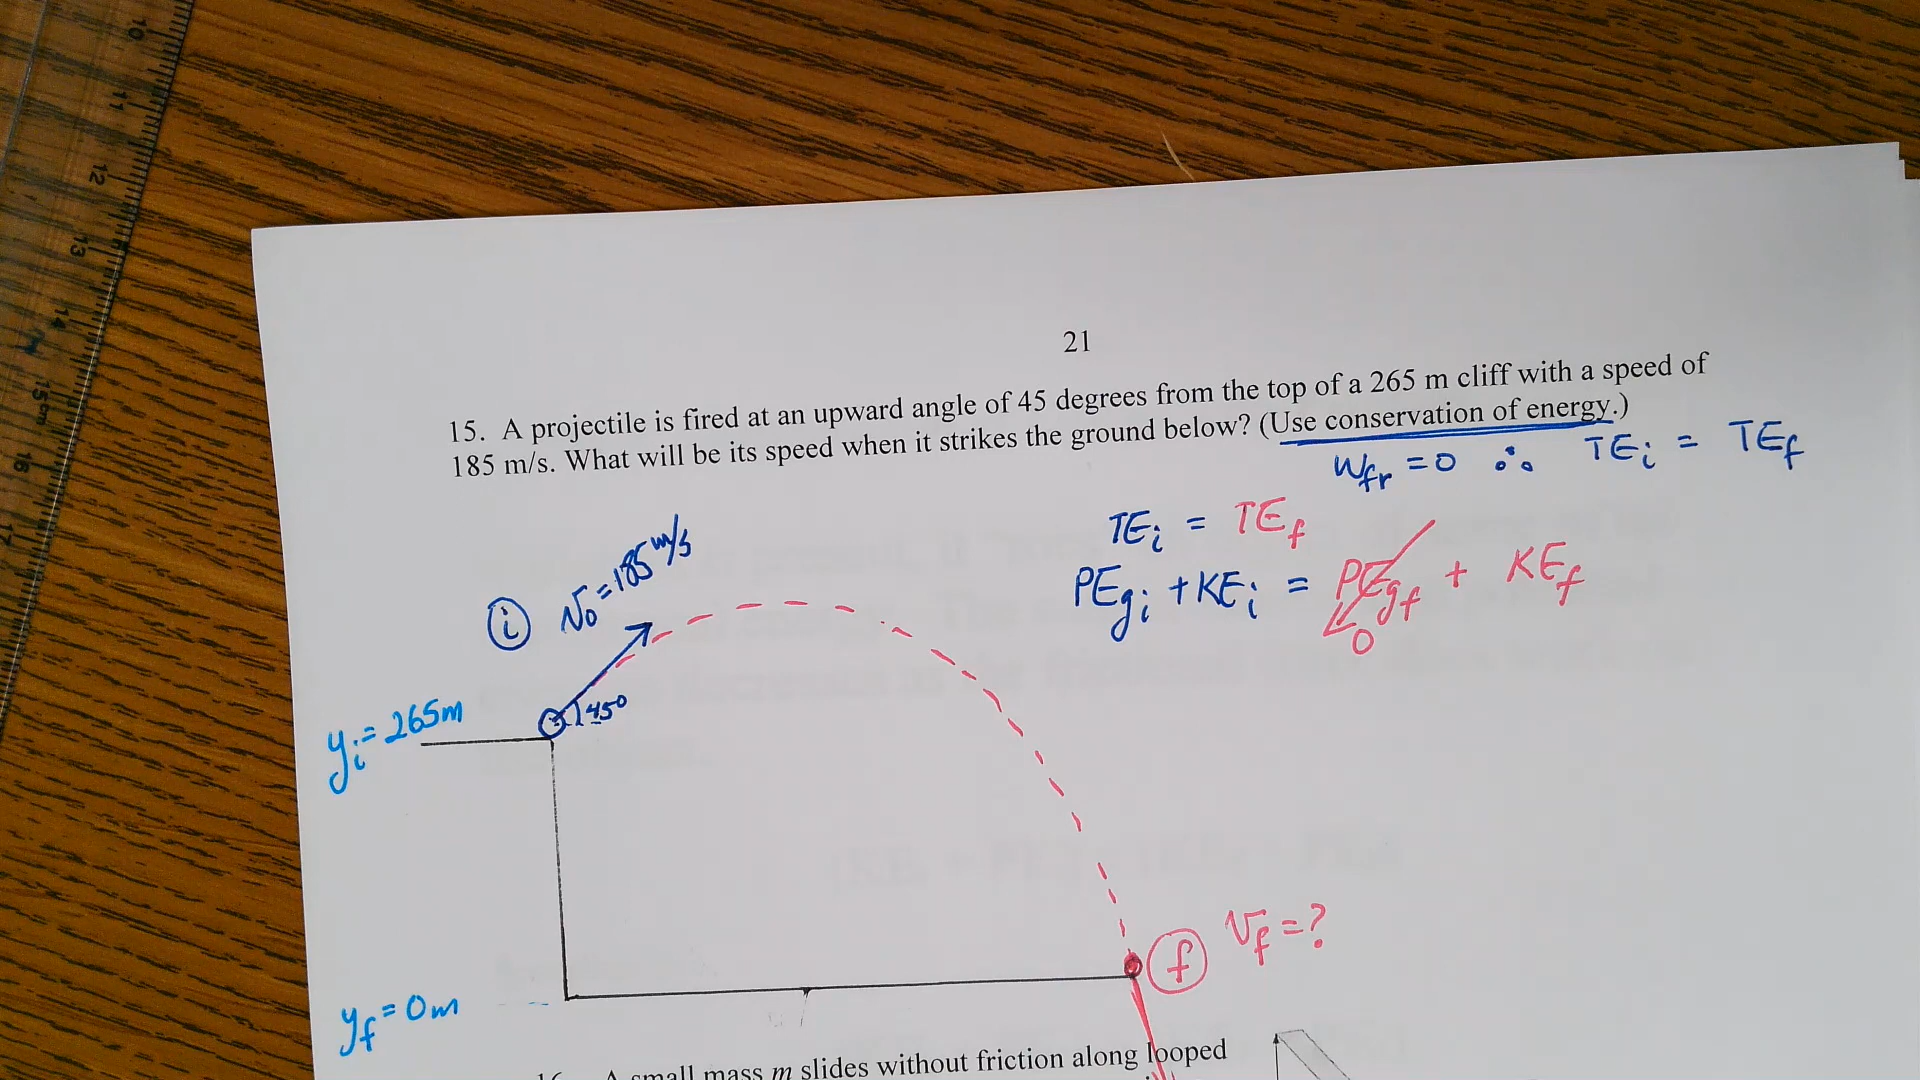 21
15. A projectile is fired at an upward angle of 45 degrees from the top of a 265 m cliff with a speed of
185 m/s. What will be its speed when it strikes the ground below? (Use conservation of energy.)
Wfr = 0 ∴ TEi = TEf
TEi = TEf
PEgi + KEi = PEgf + KEf
0
i v0 = 185 m/s
45°
yi = 265m
f vf = ?
yf = 0m
A small mass m slides without friction along looped
10
11
12
13
14
15cm
16
17